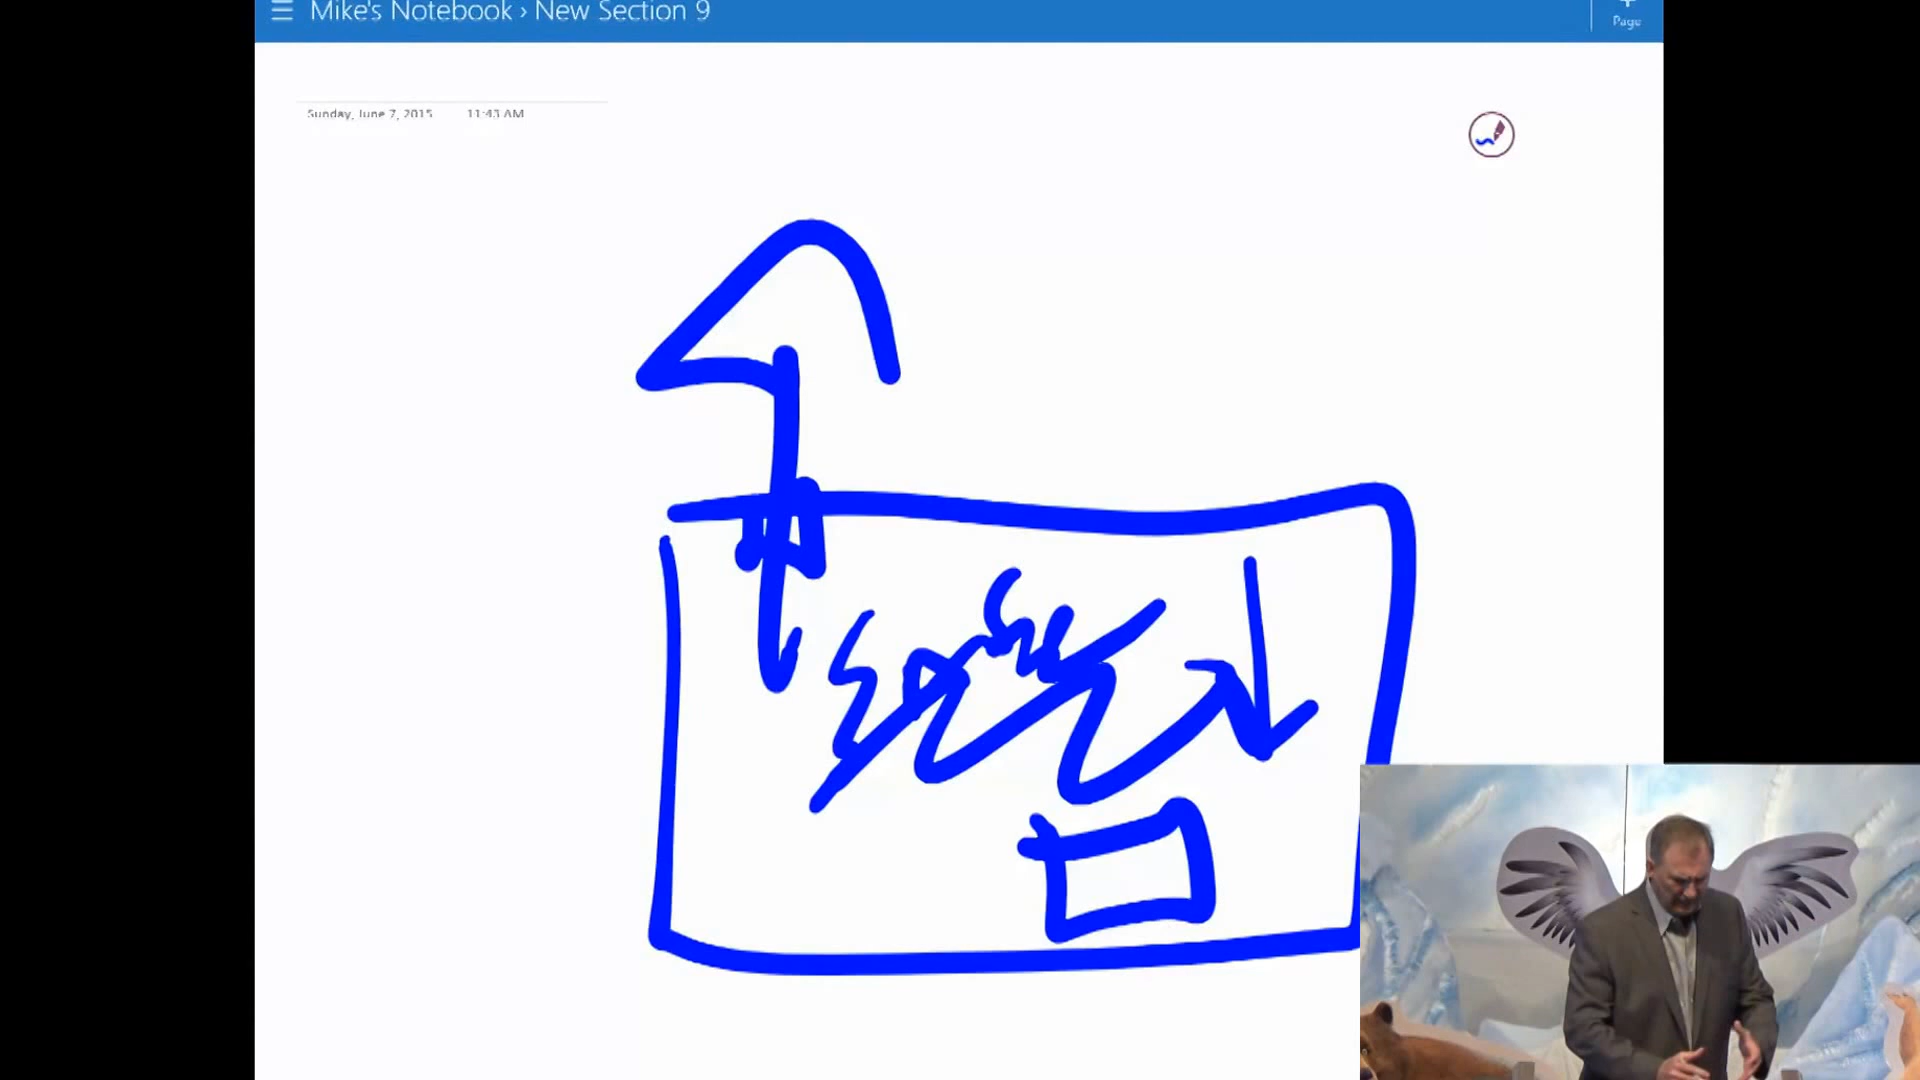 Mike's Notebook › New Section 9
Page
Sunday, June 7, 2015 11:43 AM